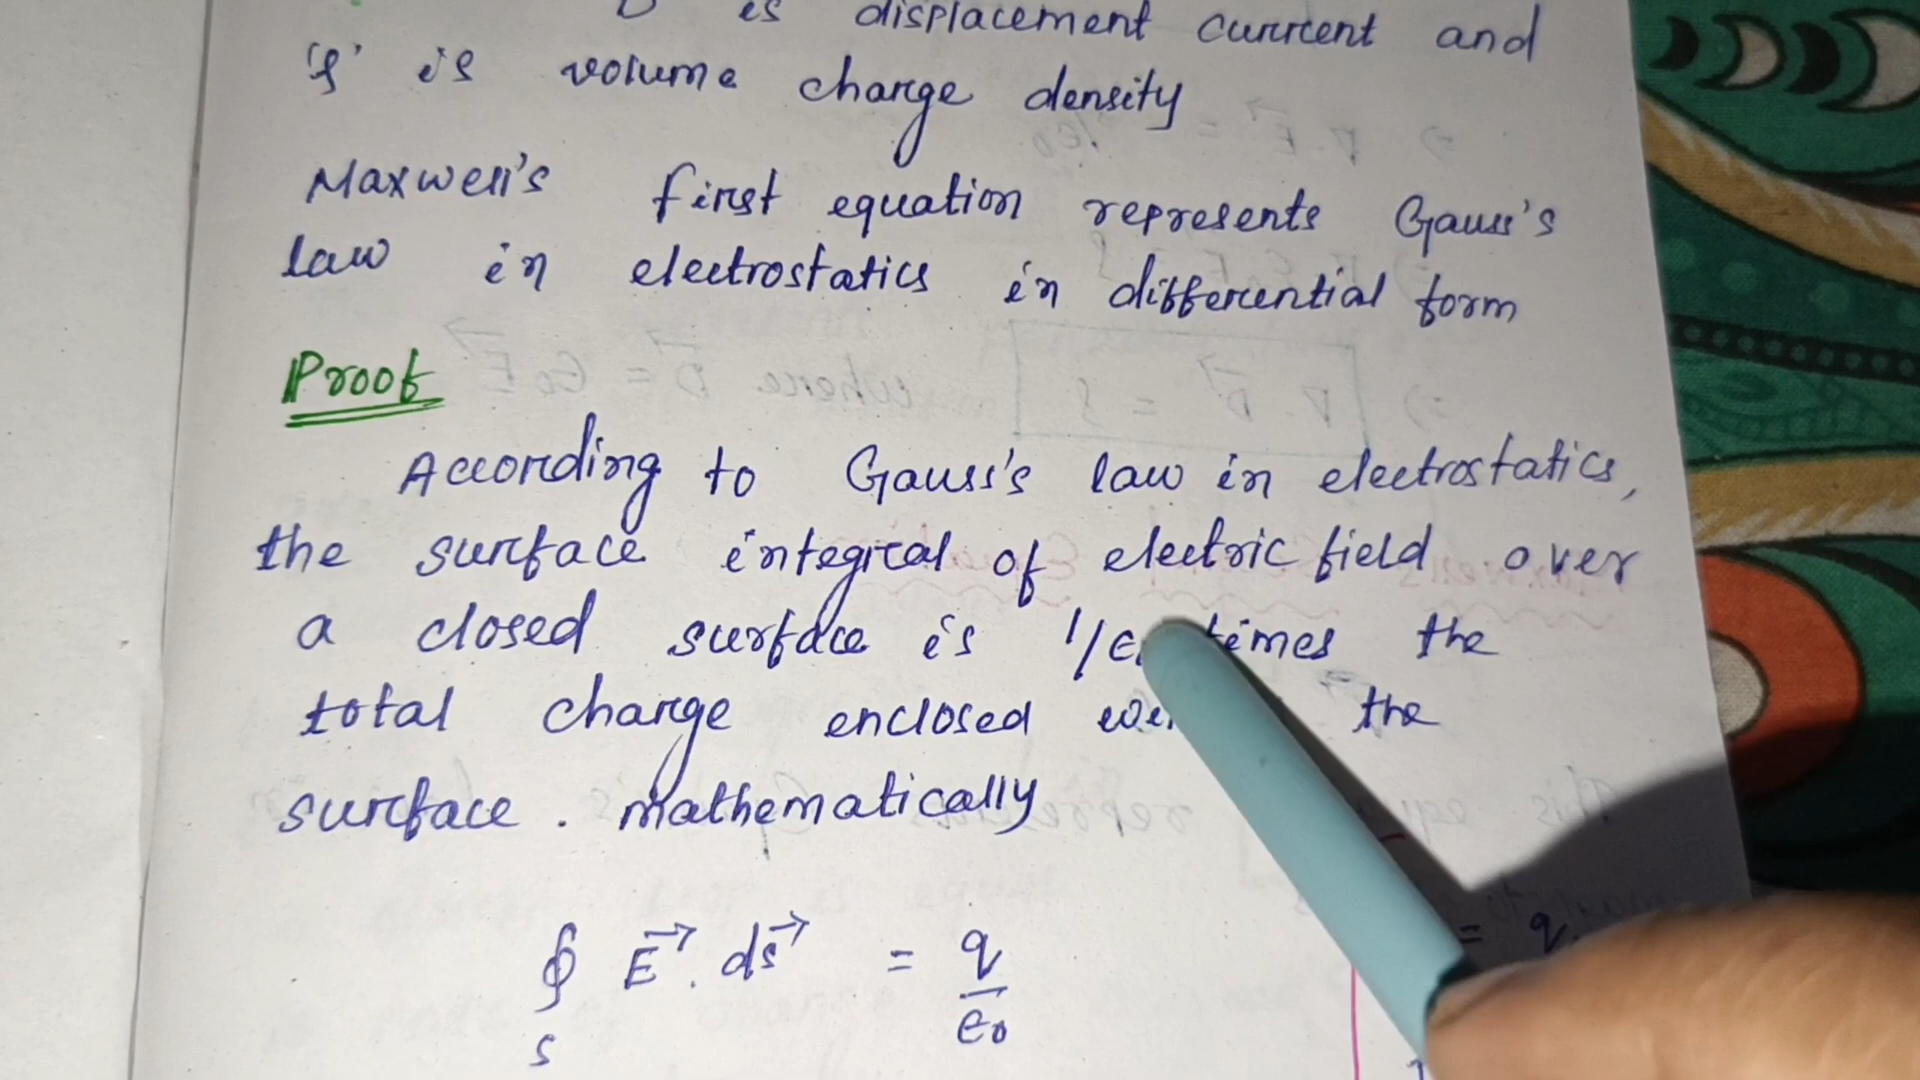 D is displacement current and
'ρ' is volume charge density
Maxwell's first equation represents Gauss's
law in electrostatics in differential form
Proof
According to Gauss's law in electrostatics,
the surface integral of electric field over
a closed surface is 1/ϵ times the
total charge enclosed the
surface. mathematically
∮ E⃗. ds⃗ = q/ϵ₀
S
= q